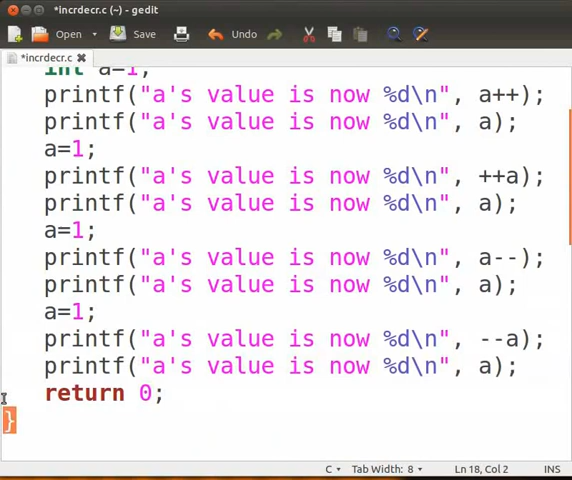 *incrdecr.c (~) - gedit
Open Save Undo
*incrdecr.c
int a=1;
printf("a's value is now %d\n", a++);
printf("a's value is now %d\n", a);
a=1;
printf("a's value is now %d\n", ++a);
printf("a's value is now %d\n", a);
a=1;
printf("a's value is now %d\n", a--);
printf("a's value is now %d\n", a);
a=1;
printf("a's value is now %d\n", --a);
printf("a's value is now %d\n", a);
return 0;
}
C Tab Width: 8 Ln 18, Col 2 INS